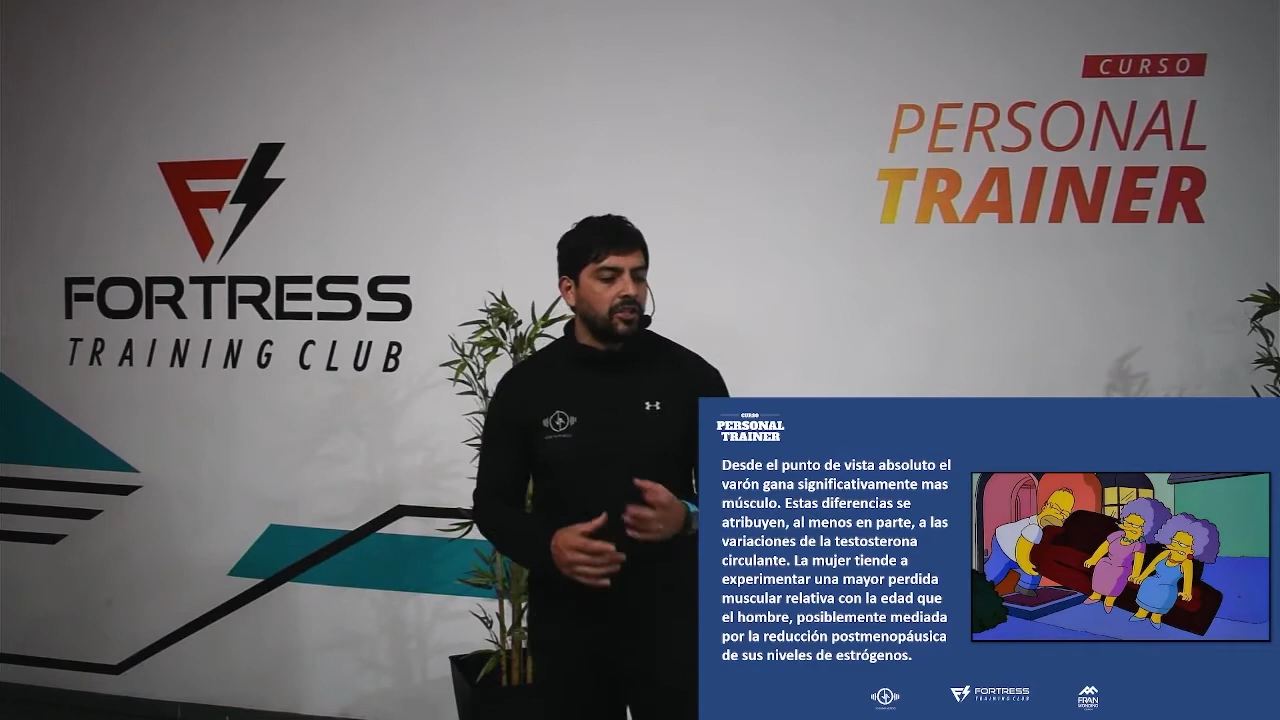 CURSO
PERSONAL
TRAINER
FORTRESS
TRAINING CLUB
CURSO
PERSONAL
TRAINER
Desde el punto de vista absoluto el
varón gana significativamente mas
músculo. Estas diferencias se
atribuyen, al menos en parte, a las
variaciones de la testosterona
circulante. La mujer tiende a
experimentar una mayor perdida
muscular relativa con la edad que
el hombre, posiblemente mediada
por la reducción postmenopáusica
de sus niveles de estrógenos.
FORTRESS
TRAINING CLUB
FRAN